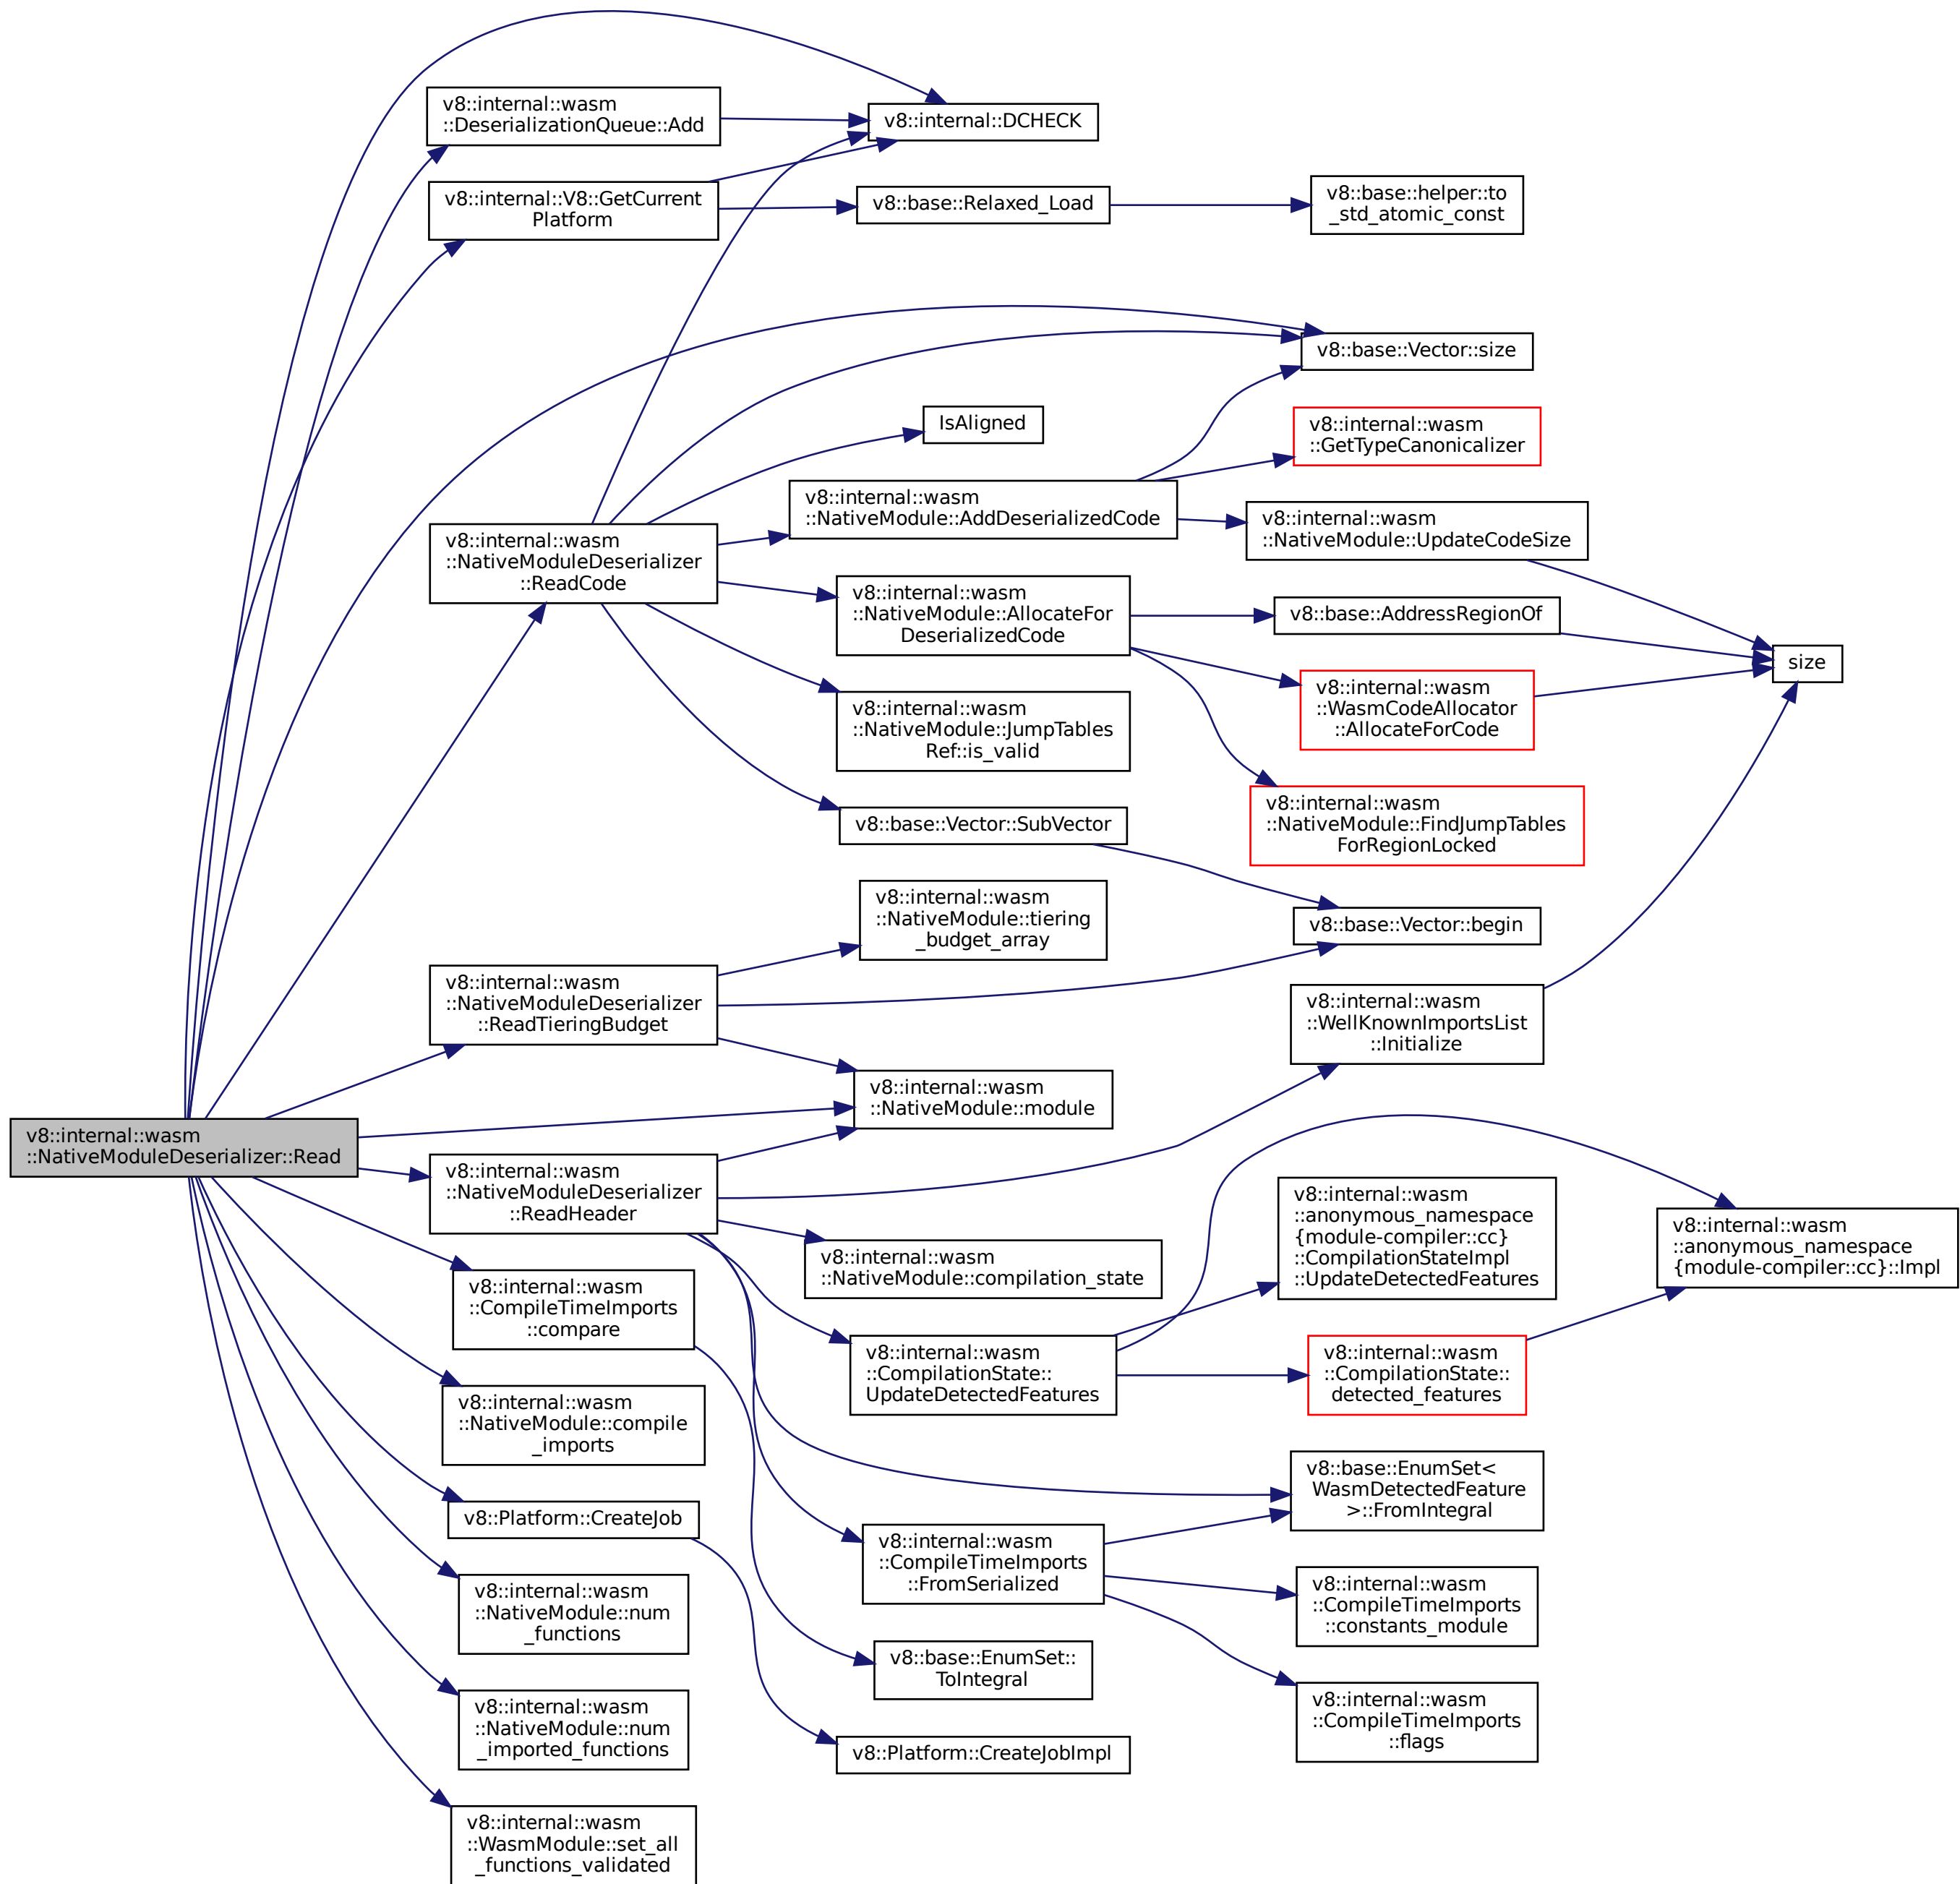 v8::internal::wasm
::NativeModuleDeserializer::Read
v8::internal::wasm
::DeserializationQueue::Add
v8::internal::V8::GetCurrent
Platform
v8::internal::wasm
::NativeModuleDeserializer
::ReadCode
v8::internal::wasm
::NativeModuleDeserializer
::ReadTieringBudget
v8::internal::wasm
::NativeModuleDeserializer
::ReadHeader
v8::internal::wasm
::CompileTimeImports
::compare
v8::internal::wasm
::NativeModule::compile
_imports
v8::Platform::CreateJob
v8::internal::wasm
::NativeModule::num
_functions
v8::internal::wasm
::NativeModule::num
_imported_functions
v8::internal::wasm
::WasmModule::set_all
_functions_validated
v8::internal::DCHECK
v8::base::Relaxed_Load
IsAligned
v8::internal::wasm
::NativeModule::AddDeserializedCode
v8::internal::wasm
::NativeModule::AllocateFor
DeserializedCode
v8::internal::wasm
::NativeModule::JumpTables
Ref::is_valid
v8::base::Vector::SubVector
v8::internal::wasm
::NativeModule::tiering
_budget_array
v8::internal::wasm
::NativeModule::module
v8::internal::wasm
::NativeModule::compilation_state
v8::internal::wasm
::CompilationState::
UpdateDetectedFeatures
v8::internal::wasm
::CompileTimeImports
::FromSerialized
v8::base::EnumSet::
ToIntegral
v8::Platform::CreateJobImpl
v8::base::helper::to
_std_atomic_const
v8::base::Vector::size
v8::internal::wasm
::GetTypeCanonicalizer
v8::internal::wasm
::NativeModule::UpdateCodeSize
v8::base::AddressRegionOf
v8::internal::wasm
::WasmCodeAllocator
::AllocateForCode
v8::internal::wasm
::NativeModule::FindJumpTables
ForRegionLocked
v8::base::Vector::begin
v8::internal::wasm
::WellKnownImportsList
::Initialize
v8::internal::wasm
::anonymous_namespace
{module-compiler::cc}
::CompilationStateImpl
::UpdateDetectedFeatures
v8::internal::wasm
::CompilationState::
detected_features
v8::base::EnumSet<
WasmDetectedFeature
>::FromIntegral
v8::internal::wasm
::CompileTimeImports
::constants_module
v8::internal::wasm
::CompileTimeImports
::flags
size
v8::internal::wasm
::anonymous_namespace
{module-compiler::cc}::Impl